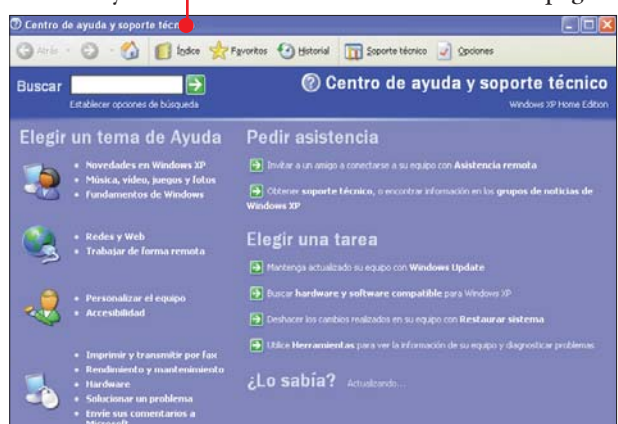 Centro de ayuda y soporte técn
Atrás
Índice
Favoritos
Historial
Soporte técnico
Opciones
Buscar
Establecer opciones de búsqueda
Centro de ayuda y soporte técnico
Windows XP Home Edition
Elegir un tema de Ayuda
Novedades en Windows XP
Música, vídeo, juegos y fotos
Fundamentos de Windows
Redes y Web
Trabajar de forma remota
Personalizar el equipo
Accesibilidad
Imprimir y transmitir por fax
Rendimiento y mantenimiento
Hardware
Solucionar un problema
Envíe sus comentarios a
Microsoft
Pedir asistencia
Invitar a un amigo a conectarse a su equipo con Asistencia remota
Obtener soporte técnico, o encontrar información en los grupos de noticias de
Windows XP
Elegir una tarea
Mantenga actualizado su equipo con Windows Update
Buscar hardware y software compatible para Windows XP
Deshacer los cambios realizados en su equipo con Restaurar sistema
Utilice Herramientas para ver la información de su equipo y diagnosticar problemas
¿Lo sabía? Actualizando...